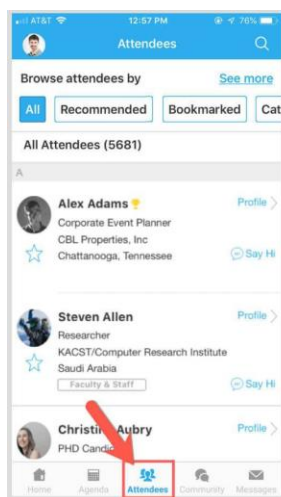 AT&T 12:57 PM 76%
Attendees
Browse attendees by See more
All Recommended Bookmarked Cat
All Attendees (5681)
A
Alex Adams Profile
Corporate Event Planner
CBL Properties, Inc
Chattanooga, Tennessee Say Hi
Steven Allen Profile
Researcher
KACST/Computer Research Institute
Saudi Arabia
Faculty & Staff Say Hi
Aubry Profile
PHD
Home Agenda Attendees Community Messages